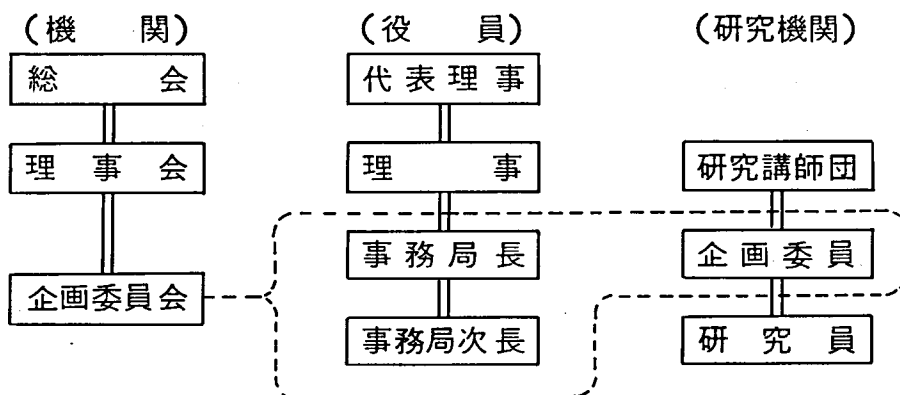 (機関)
総会
理事会
企画委員会
(役員)
代表理事
理事
事務局長
事務局次長
(研究機関)
研究講師団
企画委員
研究員